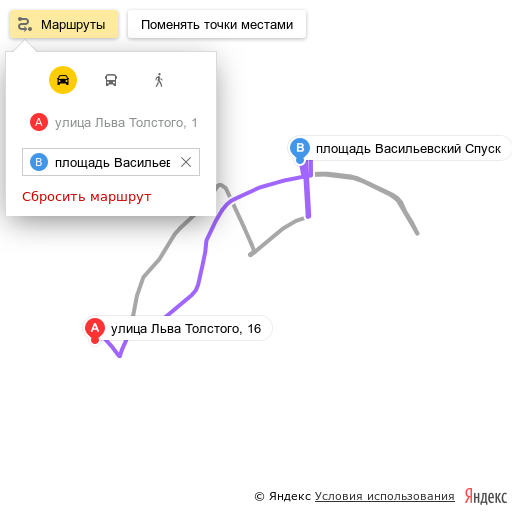 Маршруты
Поменять точки местами
A улица Льва Толстого, 1
B площадь Васильев
Сбросить маршрут
B площадь Васильевский Спуск
A улица Льва Толстого, 16
© Яндекс Условия использования Яндекс